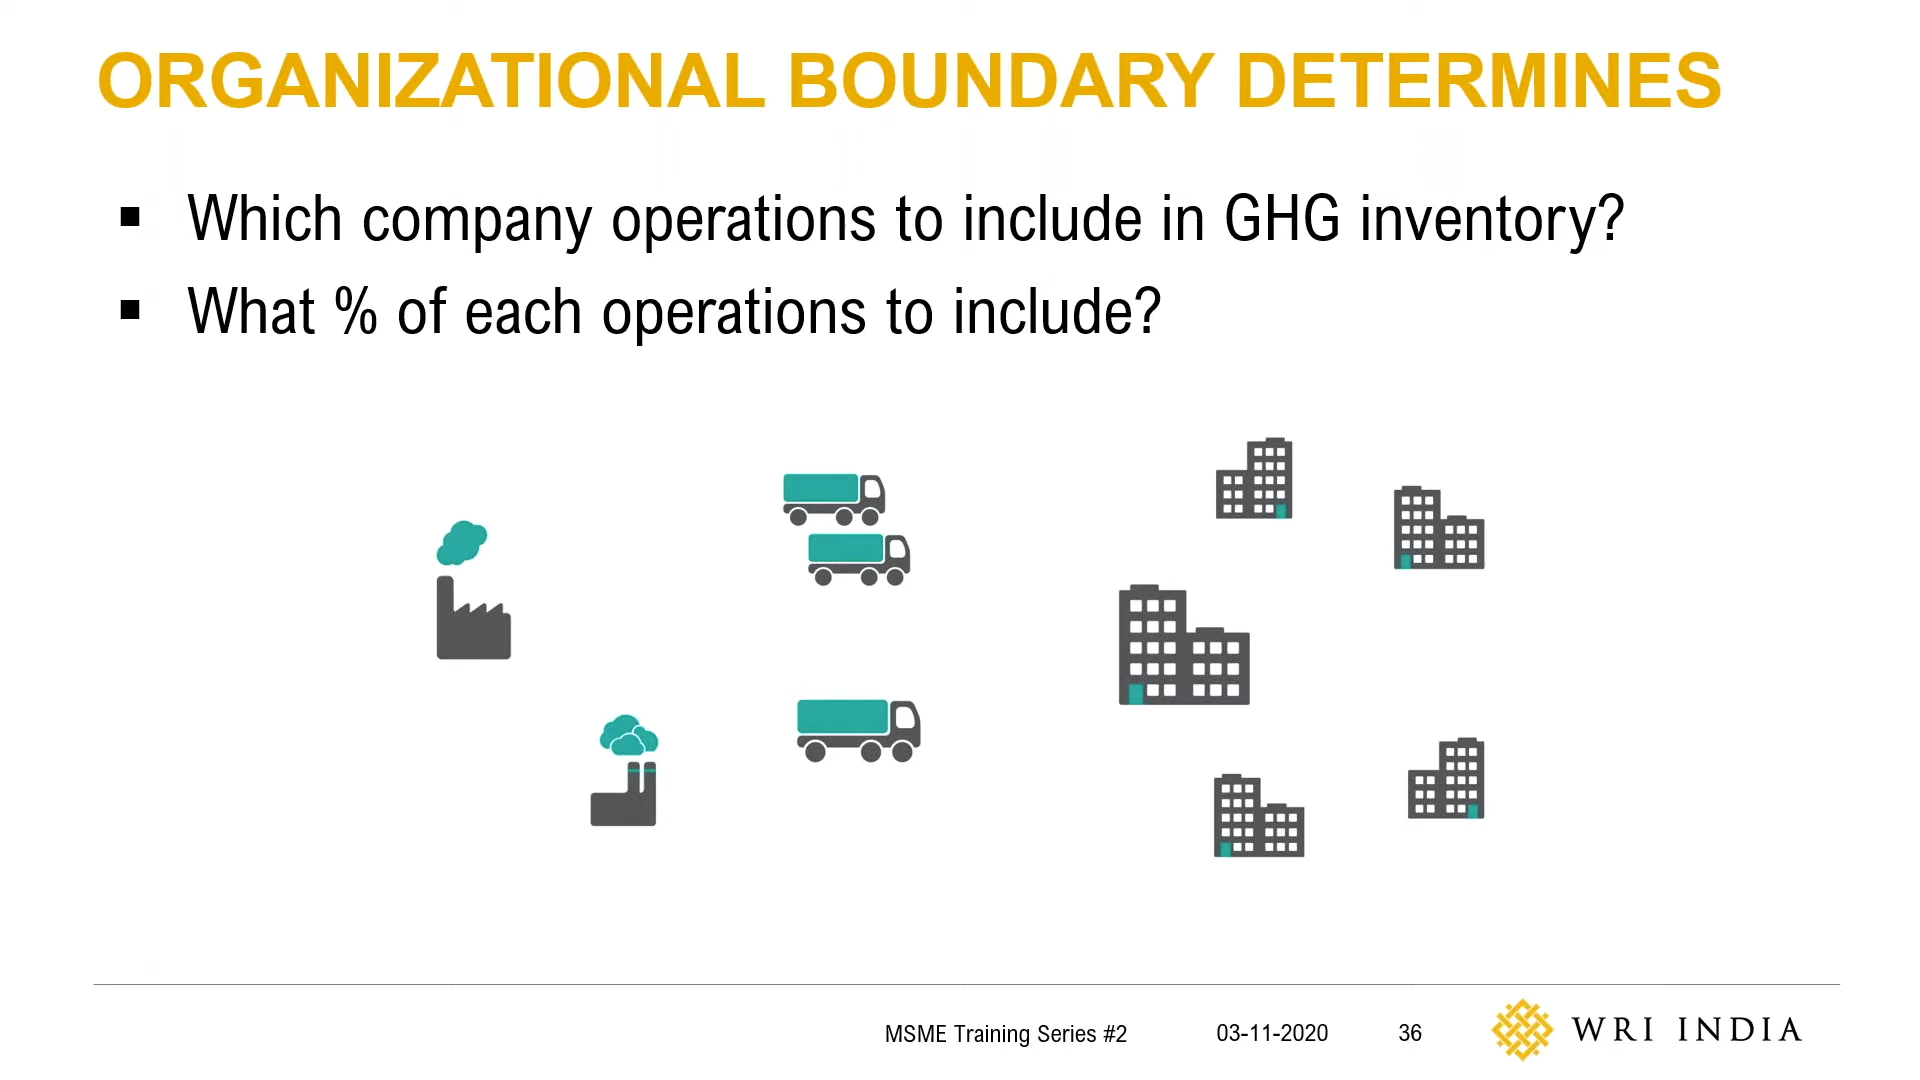 ORGANIZATIONAL BOUNDARY DETERMINES
▪ Which company operations to include in GHG inventory?
▪ What % of each operations to include?
MSME Training Series #2 03-11-2020 36 WRI INDIA